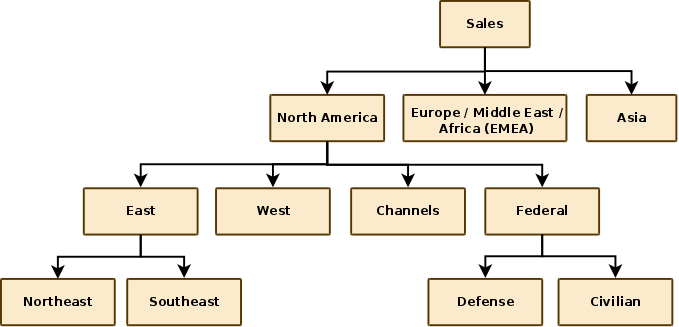 Sales
North America
Europe / Middle East /
Africa (EMEA)
Asia
East
West
Channels
Federal
Northeast
Southeast
Defense
Civilian